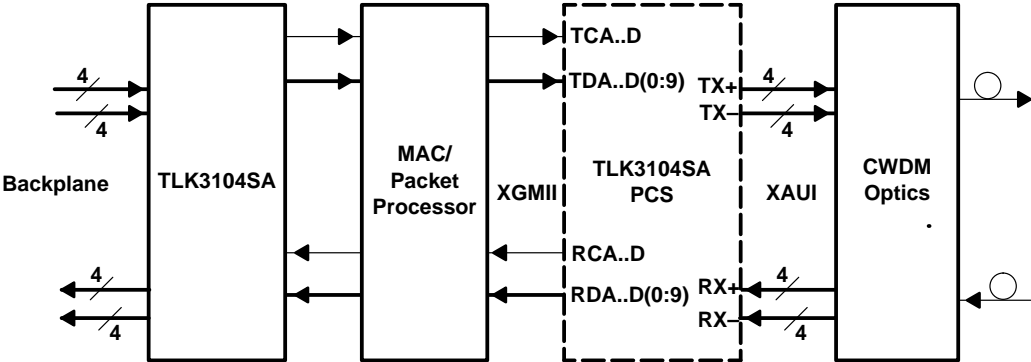 TCA..D
TDA..D(0:9)
4
4
TX+
TX–
4
4
Backplane
TLK3104SA
MAC/
Packet
Processor
XGMII
TLK3104SA
PCS
XAUI
CWDM
Optics
RCA..D
RDA..D(0:9)
4
4
RX+
RX–
4
4